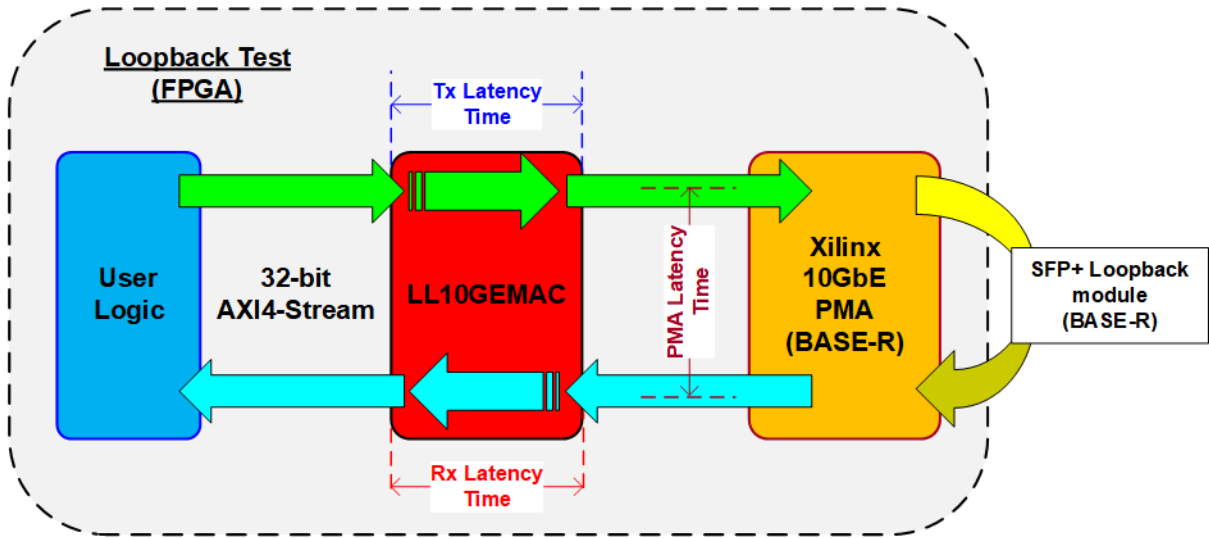 Loopback Test
(FPGA)
Tx Latency
Time
User
Logic
32-bit
AXI4-Stream
LL10GEMAC
PMA Latency
Time
Xilinx
10GbE
PMA
(BASE-R)
SFP+ Loopback
module
(BASE-R)
Rx Latency
Time